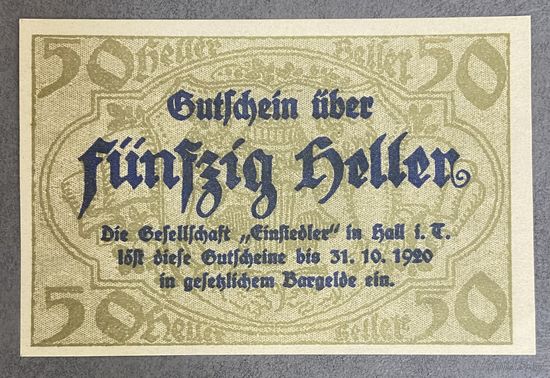 50 Heller Heller 50
Gutschein über
fünfzig Heller
Die Gesellschaft „Einsiedler" in Hall i. T.
löst diese Gutscheine bis 31. 10. 1920
in gesetzlichem Bargelde ein.
50 Heller Heller 50